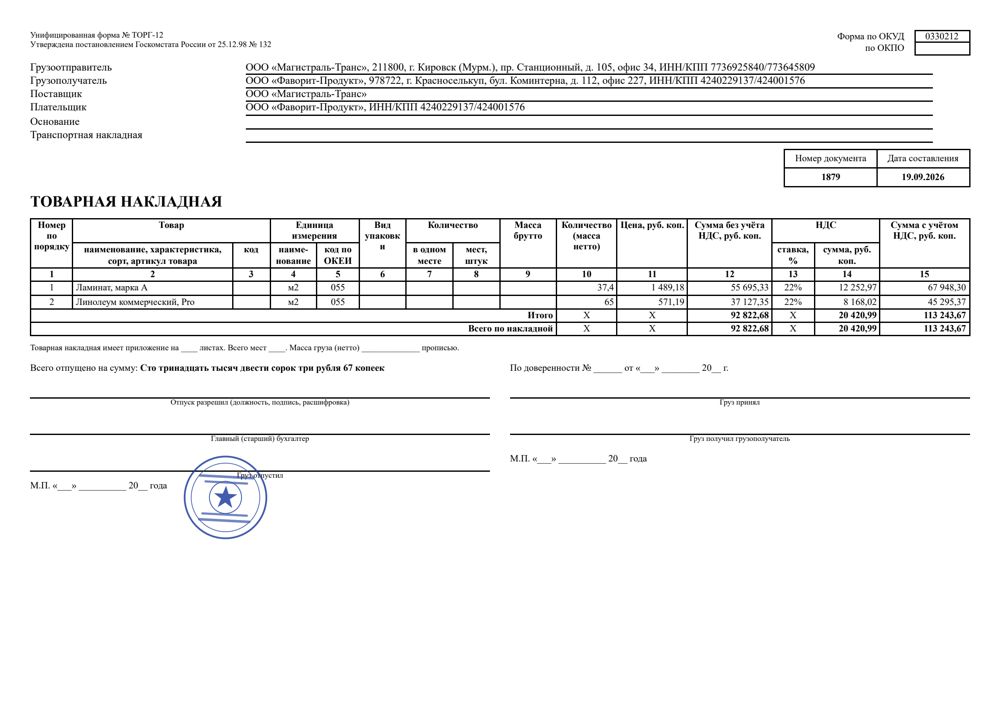 Унифицированная форма № ТОРГ-12
Утверждена постановлением Госкомстата России от 25.12.98 № 132
Форма по ОКУД 0330212
по ОКПО
Грузоотправитель ООО «Магистраль-Транс», 211800, г. Кировск (Мурм.), пр. Станционный, д. 105, офис 34, ИНН/КПП 7736925840/773645809
Грузополучатель ООО «Фаворит-Продукт», 978722, г. Красноселькуп, бул. Коминтерна, д. 112, офис 227, ИНН/КПП 4240229137/424001576
Поставщик ООО «Магистраль-Транс»
Плательщик ООО «Фаворит-Продукт», ИНН/КПП 4240229137/424001576
Основание
Транспортная накладная
Номер документа Дата составления
1879 19.09.2026
ТОВАРНАЯ НАКЛАДНАЯ
Номер по порядку Товар Единица измерения Вид упаковки Количество Масса брутто Количество (масса нетто) Цена, руб. коп. Сумма без учёта НДС, руб. коп. НДС Сумма с учётом НДС, руб. коп.
наименование, характеристика, сорт, артикул товара код наиме-нование код по ОКЕИ в одном месте мест, штук ставка, % сумма, руб. коп.
1 2 3 4 5 6 7 8 9 10 11 12 13 14 15
1 Ламинат, марка А м2 055 37,4 1 489,18 55 695,33 22% 12 252,97 67 948,30
2 Линолеум коммерческий, Pro м2 055 65 571,19 37 127,35 22% 8 168,02 45 295,37
Итого X X 92 822,68 X 20 420,99 113 243,67
Всего по накладной X X 92 822,68 X 20 420,99 113 243,67
Товарная накладная имеет приложение на ____ листах. Всего мест ____. Масса груза (нетто) ______________ прописью.
Всего отпущено на сумму: Сто тринадцать тысяч двести сорок три рубля 67 копеек
По доверенности № ______ от «___» ________ 20__ г.
Отпуск разрешил (должность, подпись, расшифровка)
Груз принял
Главный (старший) бухгалтер
Груз получил грузополучатель
Груз отпустил
М.П. «___» __________ 20__ года
М.П. «___» __________ 20__ года